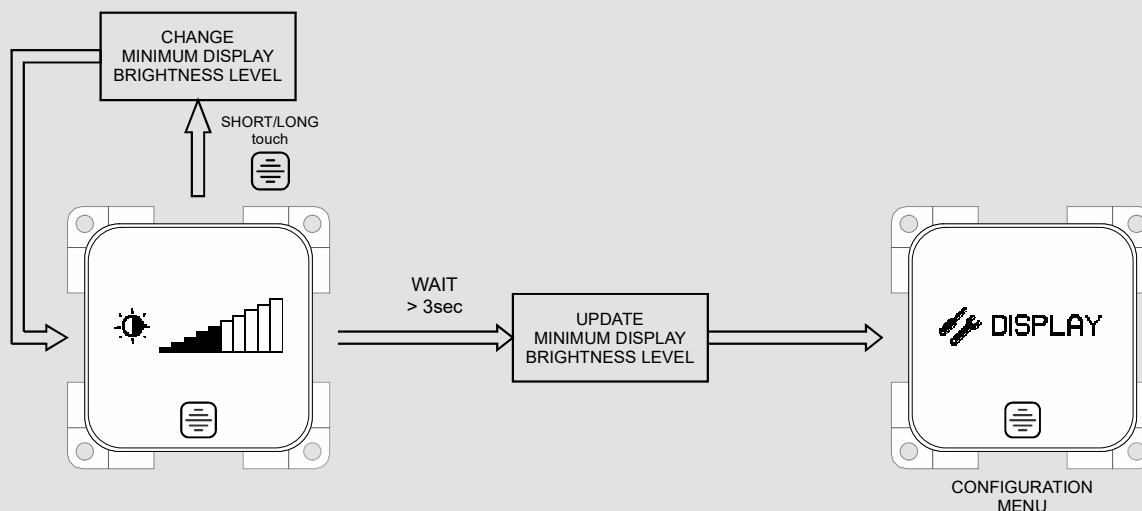 CHANGE
MINIMUM DISPLAY
BRIGHTNESS LEVEL
SHORT/LONG
touch
WAIT
> 3sec
UPDATE
MINIMUM DISPLAY
BRIGHTNESS LEVEL
DISPLAY
CONFIGURATION
MENU